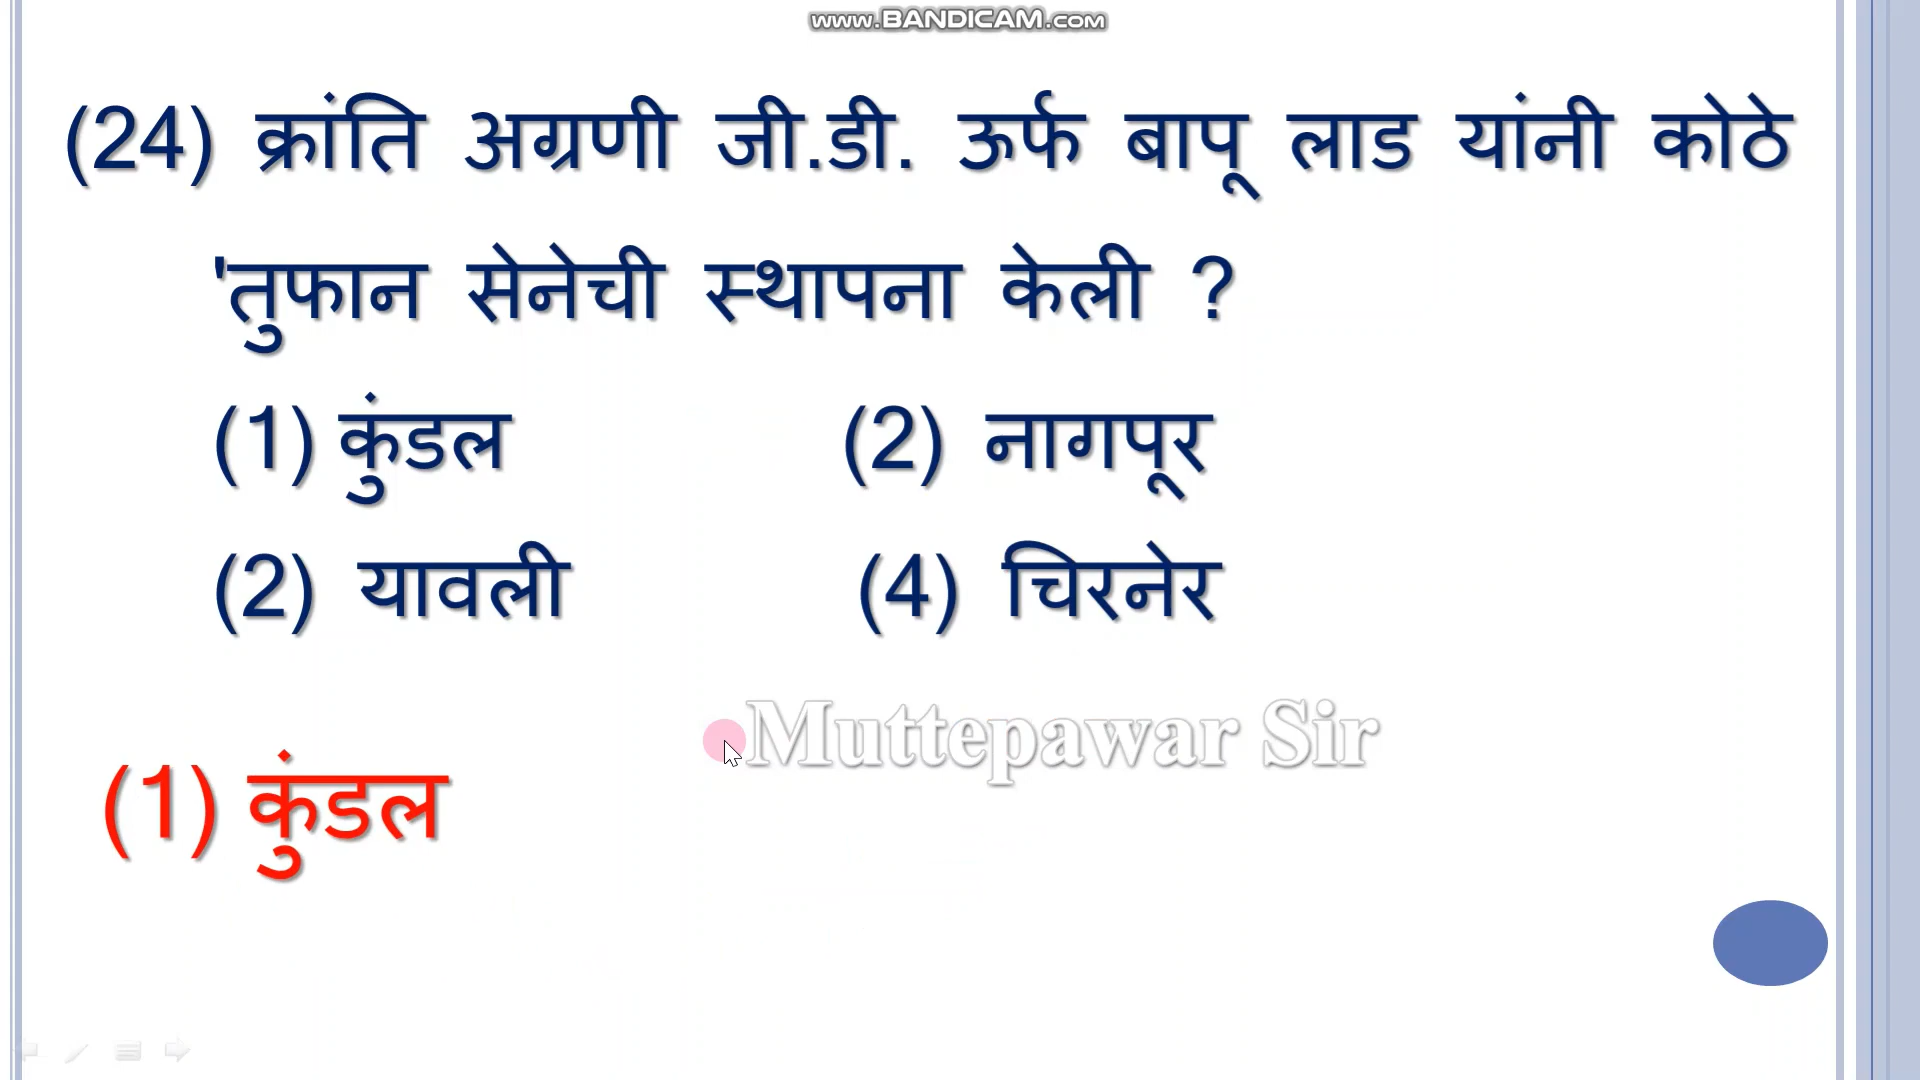 www.BANDICAM.com
(24) क्रांति अग्रणी जी.डी. ऊर्फ बापू लाड यांनी कोठे
'तुफान सेनेची स्थापना केली ?
(1) कुंडल (2) नागपूर
(2) यावली (4) चिरनेर
Muttepawar Sir
(1) कुंडल